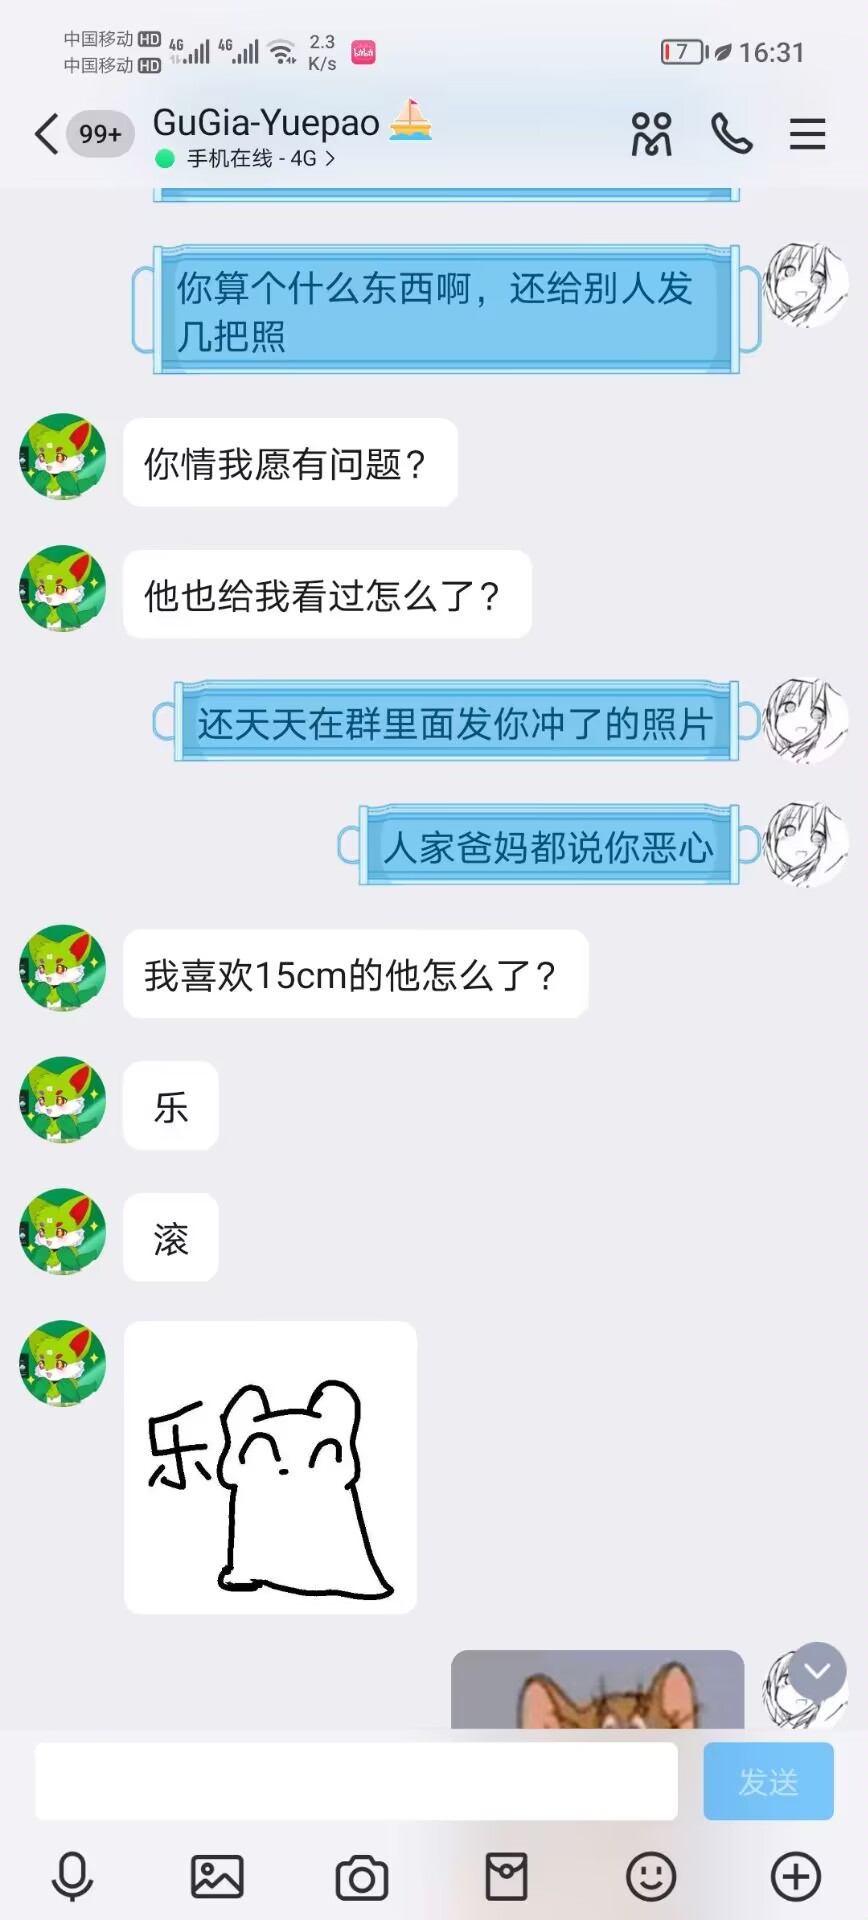 中国移动 HD 4G 4G 2.3 7 16:31
中国移动 HD K/s
99+ GuGia-Yuepao
手机在线 - 4G >
你算个什么东西啊，还给别人发
几把照
你情我愿有问题？
他也给我看过怎么了？
还天天在群里面发你冲了的照片
人家爸妈都说你恶心
我喜欢15cm的他怎么了？
乐
滚
乐
发送